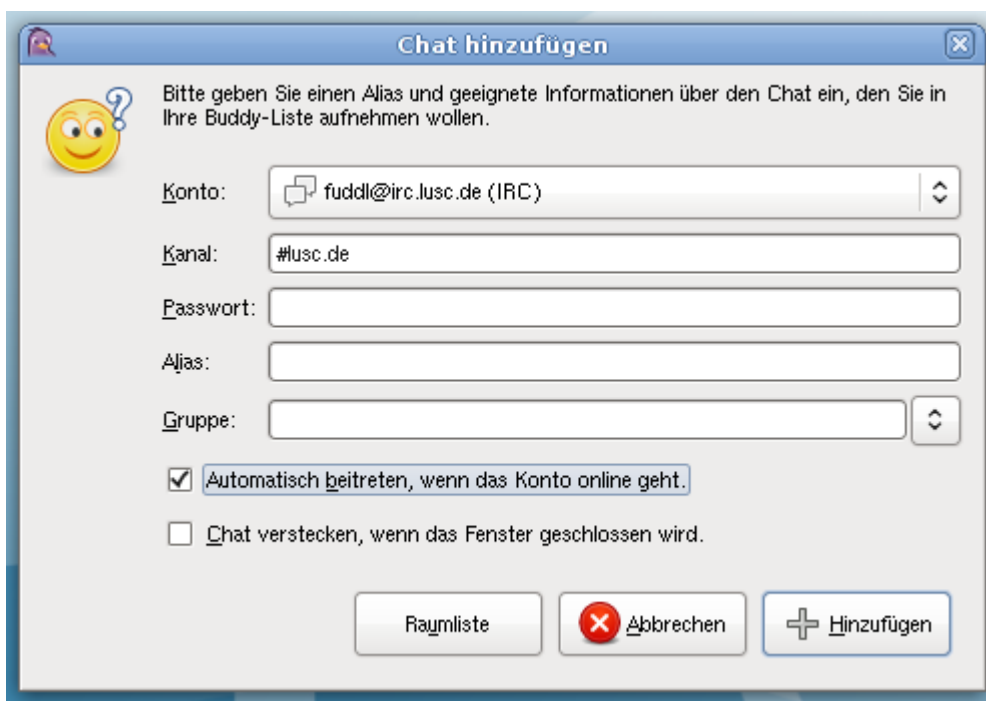 Chat hinzufügen
Bitte geben Sie einen Alias und geeignete Informationen über den Chat ein, den Sie in
Ihre Buddy-Liste aufnehmen wollen.
Konto: fuddl@irc.lusc.de (IRC)
Kanal: #lusc.de
Passwort:
Alias:
Gruppe:
Automatisch beitreten, wenn das Konto online geht.
Chat verstecken, wenn das Fenster geschlossen wird.
Raumliste Abbrechen Hinzufügen